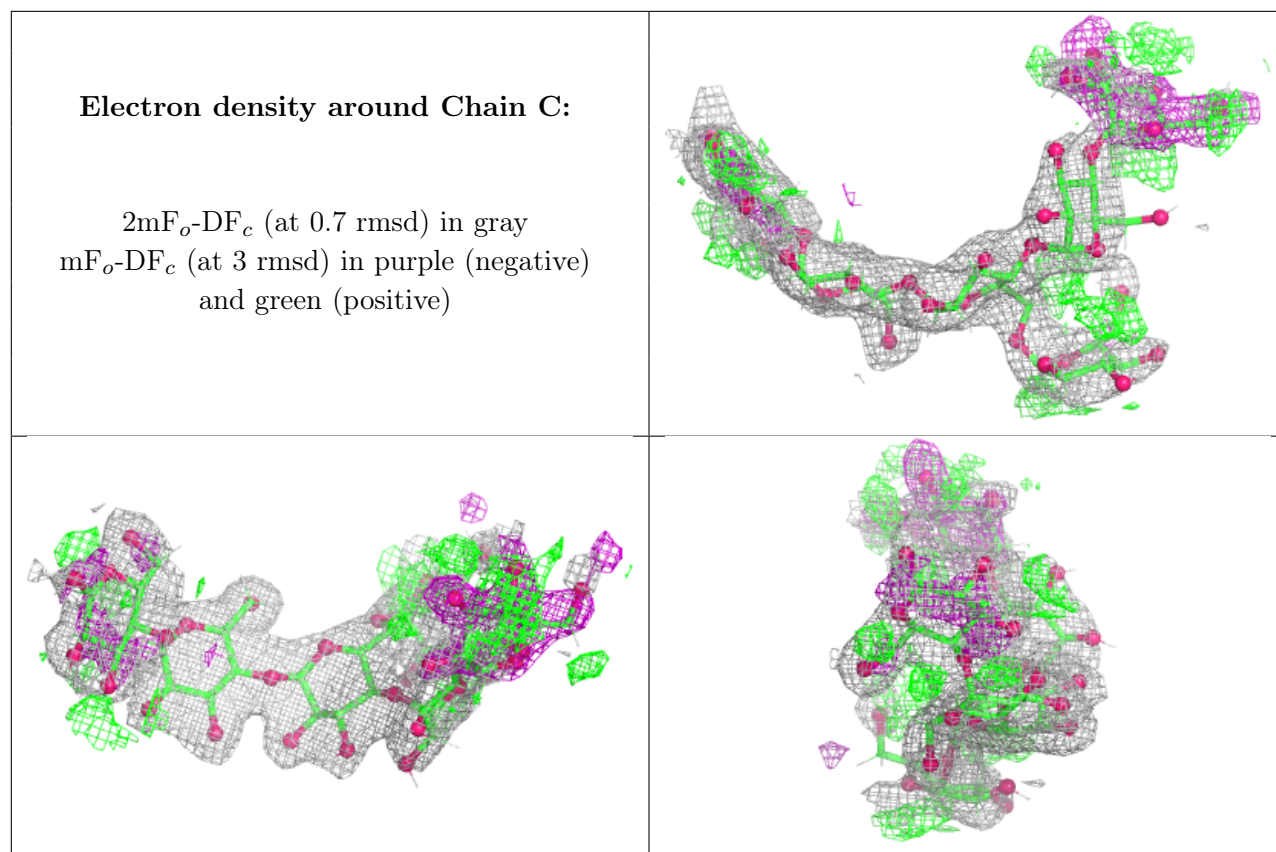 Electron density around Chain C:
2mFo-DFc (at 0.7 rmsd) in gray
mFo-DFc (at 3 rmsd) in purple (negative)
and green (positive)